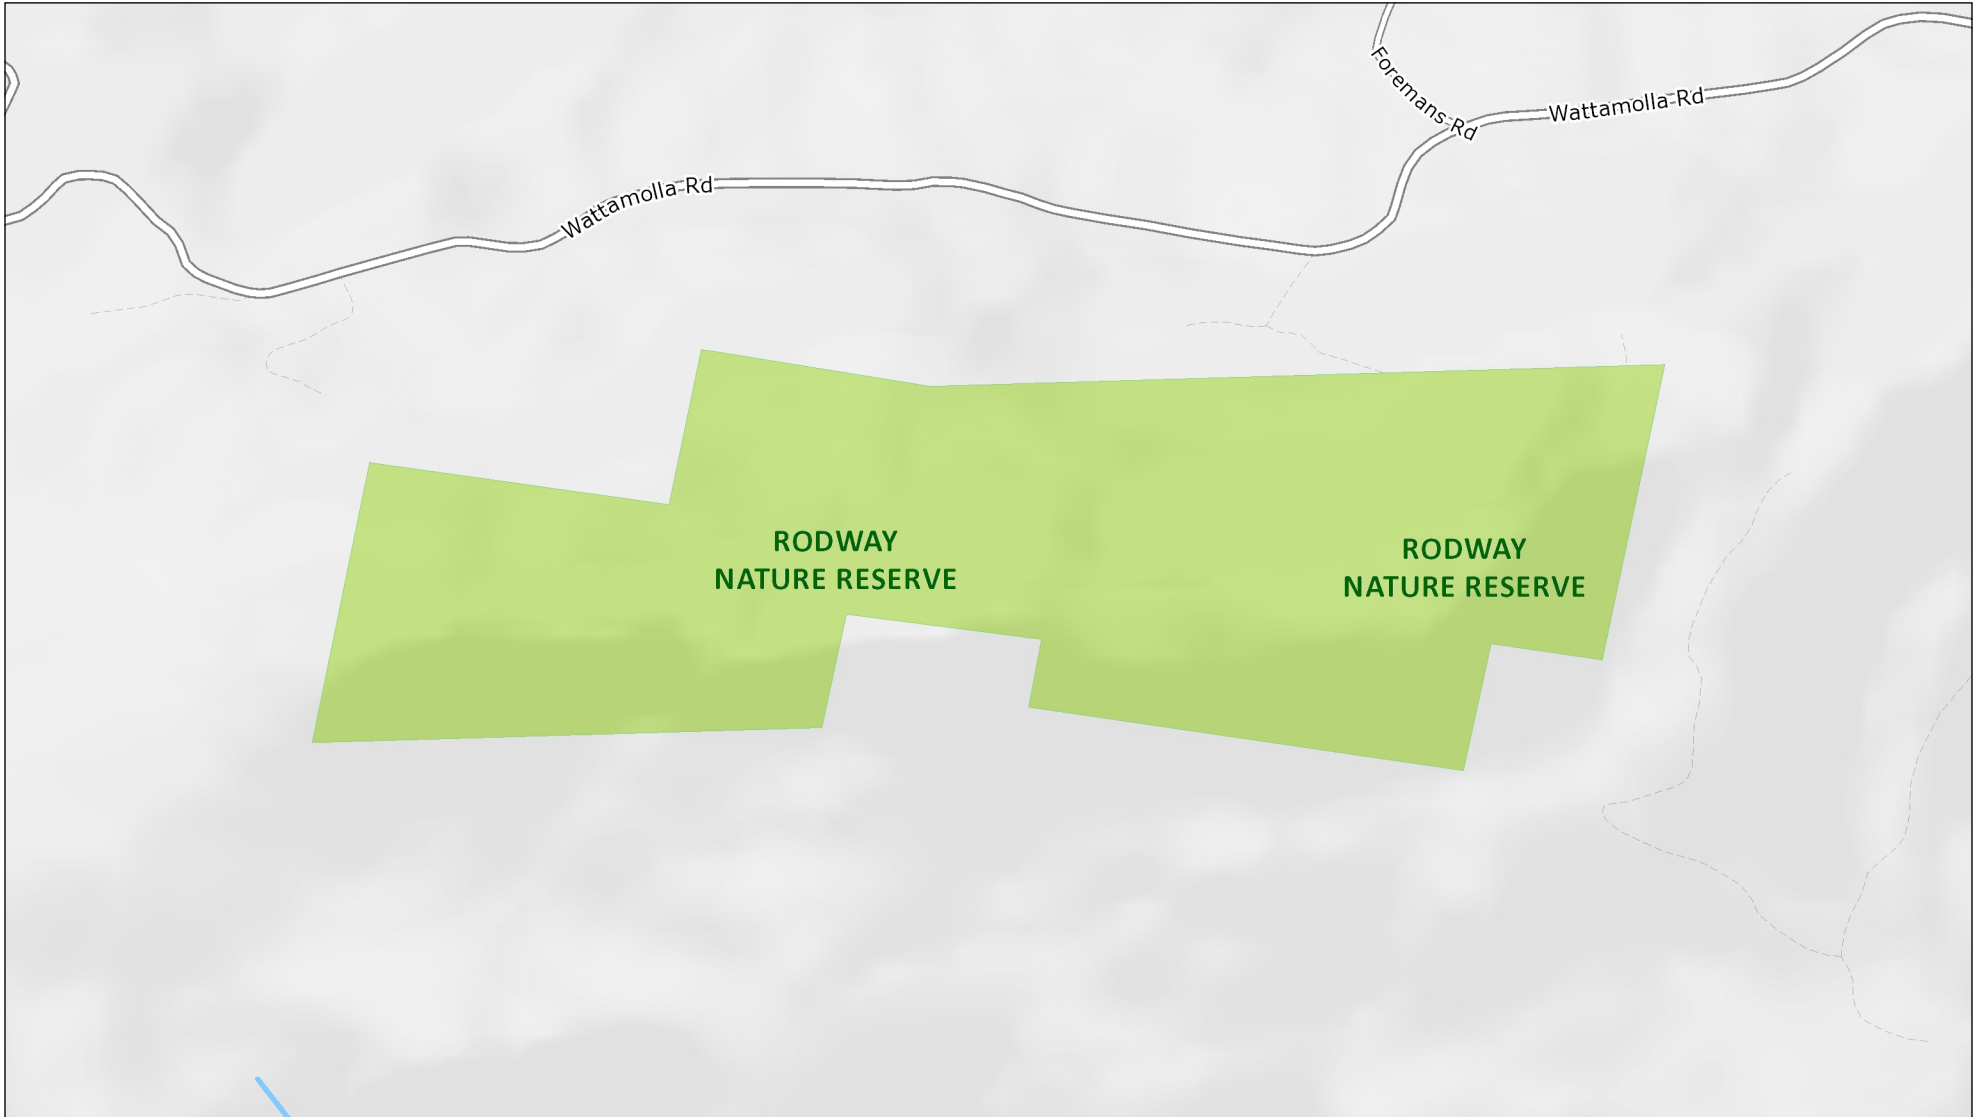 Foremans Rd
Wattamolla Rd
Wattamolla Rd
RODWAY
NATURE RESERVE
RODWAY
NATURE RESERVE